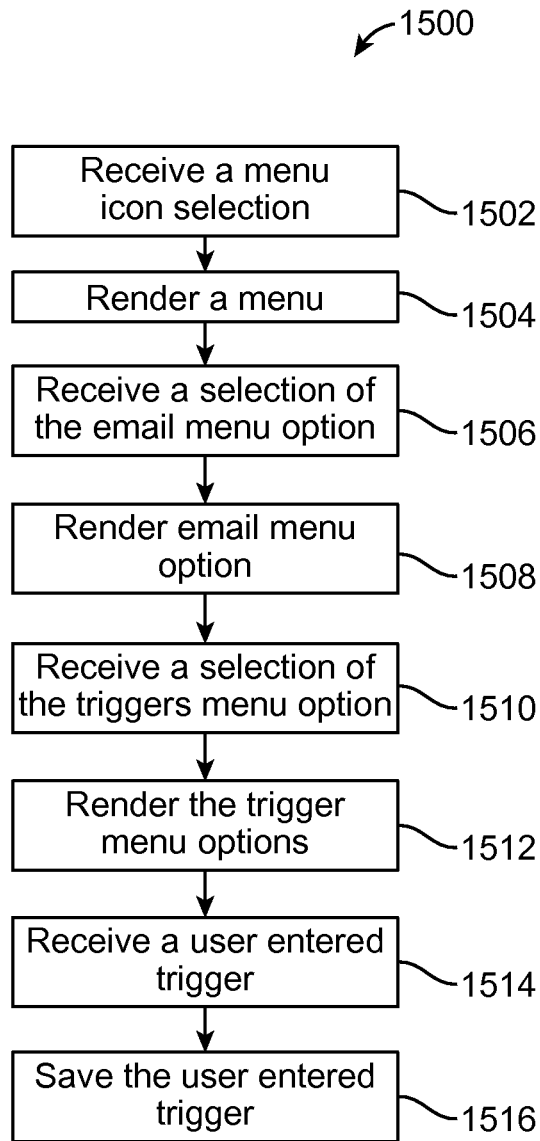 1500
Receive a menu
icon selection
1502
Render a menu
1504
Receive a selection of
the email menu option
1506
Render email menu
option
1508
Receive a selection of
the triggers menu option
1510
Render the trigger
menu options
1512
Receive a user entered
trigger
1514
Save the user entered
trigger
1516